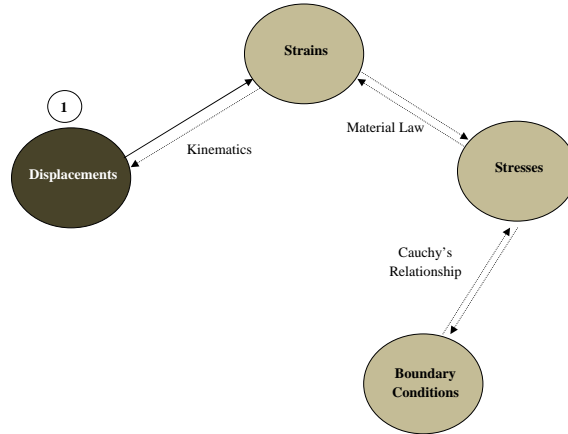 Strains
1
Material Law
Kinematics
Displacements
Stresses
Cauchy's
Relationship
Boundary
Conditions